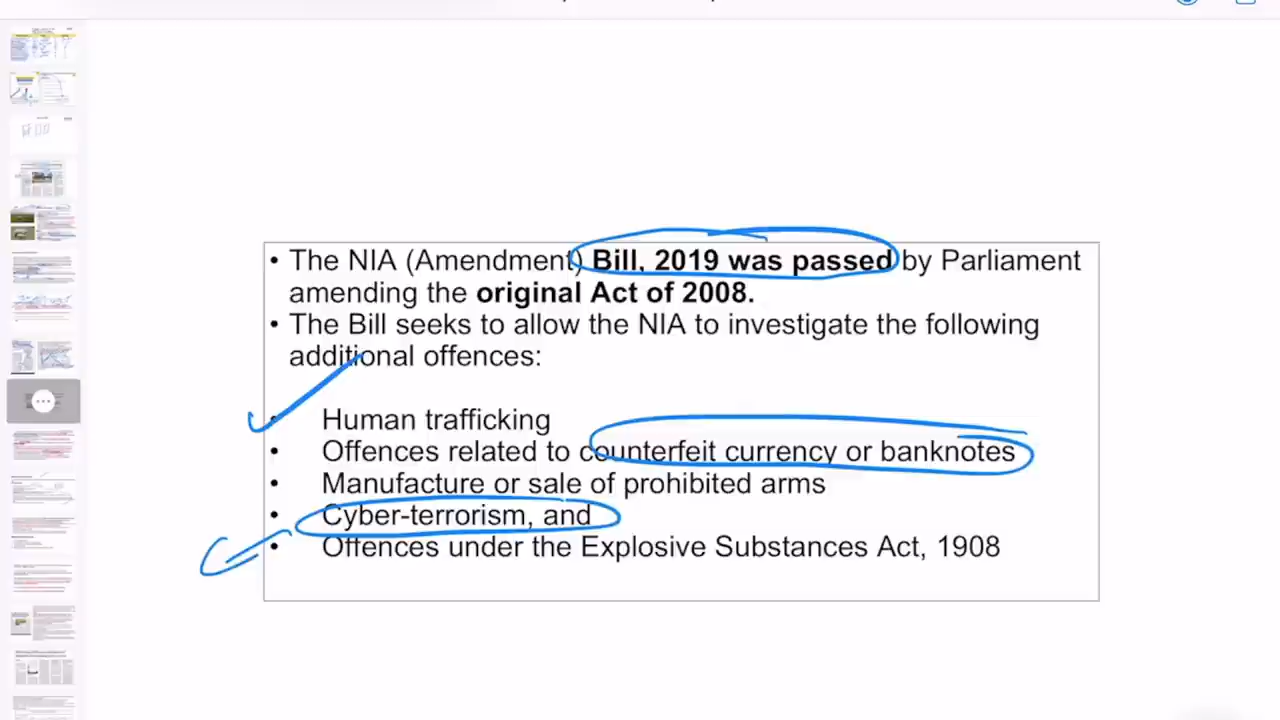 • The NIA (Amendment) Bill, 2019 was passed by Parliament
amending the original Act of 2008.
• The Bill seeks to allow the NIA to investigate the following
additional offences:
• Human trafficking
• Offences related to counterfeit currency or banknotes
• Manufacture or sale of prohibited arms
• Cyber-terrorism, and
• Offences under the Explosive Substances Act, 1908